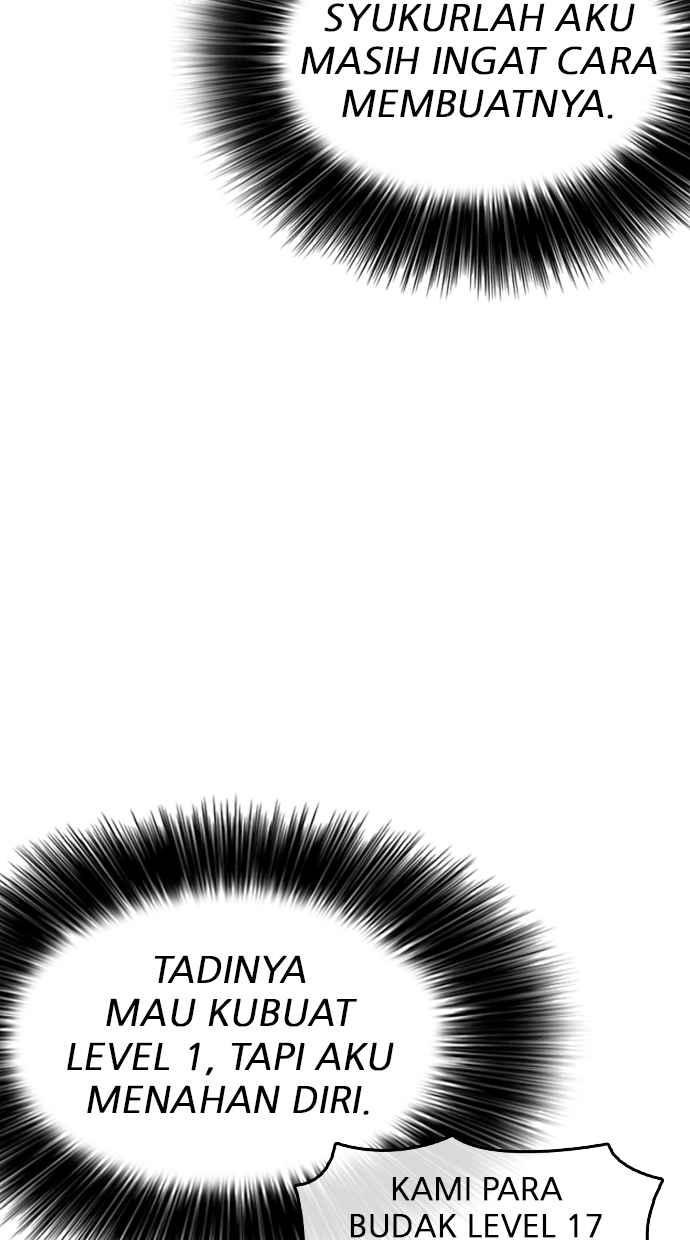 SYUKURLAH AKU
MASIH INGAT CARA
MEMBUATNYA.
TADINYA
MAU KUBUAT
LEVEL 1, TAPI AKU
MENAHAN DIRI.
KAMI PARA
BUDAK LEVEL 17